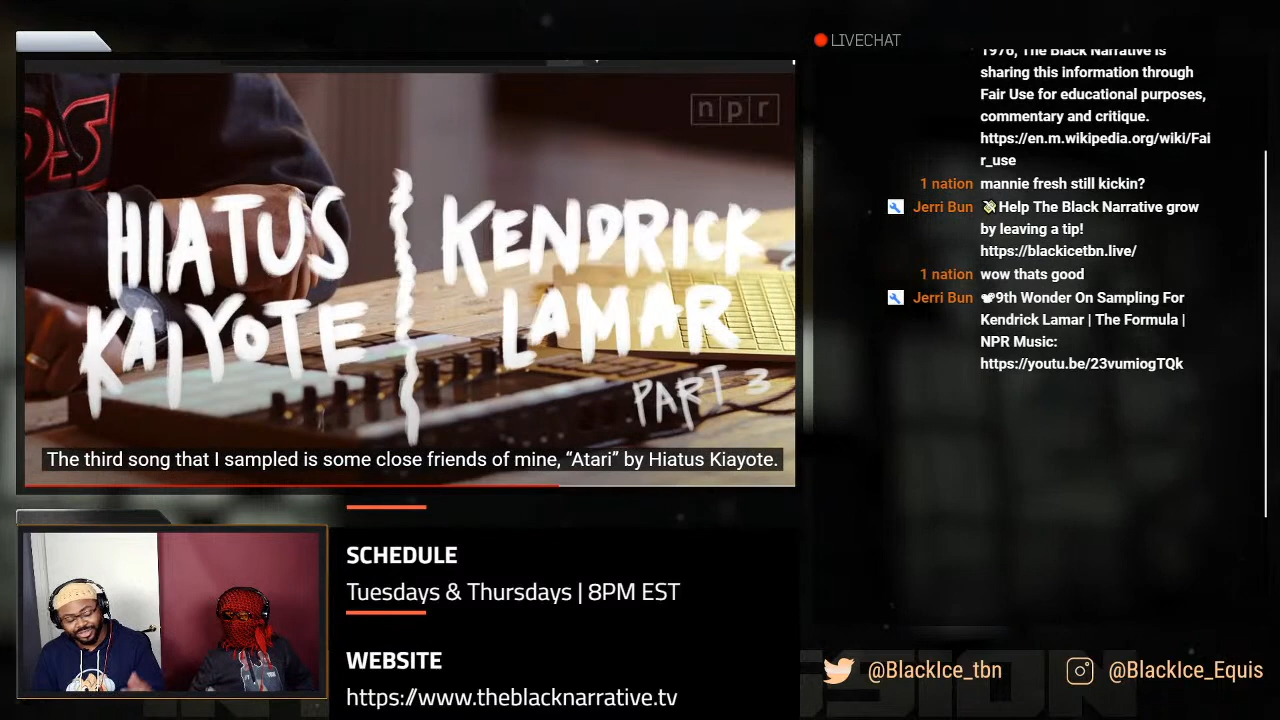 npr
HIATUS
KAIYOTE
KENDRICK
LAMAR
PART 3
The third song that I sampled is some close friends of mine, “Atari” by Hiatus Kiayote.
SCHEDULE
Tuesdays & Thursdays | 8PM EST
WEBSITE
https://www.theblacknarrative.tv
LIVECHAT
1976, The Black Narrative is
sharing this information through
Fair Use for educational purposes,
commentary and critique.
https://en.m.wikipedia.org/wiki/Fai
r_use
1 nation mannie fresh still kickin?
Jerri Bun Help The Black Narrative grow
by leaving a tip!
https://blackicetbn.live/
1 nation wow thats good
Jerri Bun 9th Wonder On Sampling For
Kendrick Lamar | The Formula |
NPR Music:
https://youtu.be/23vumiogTQk
@BlackIce_tbn
@BlackIce_Equis